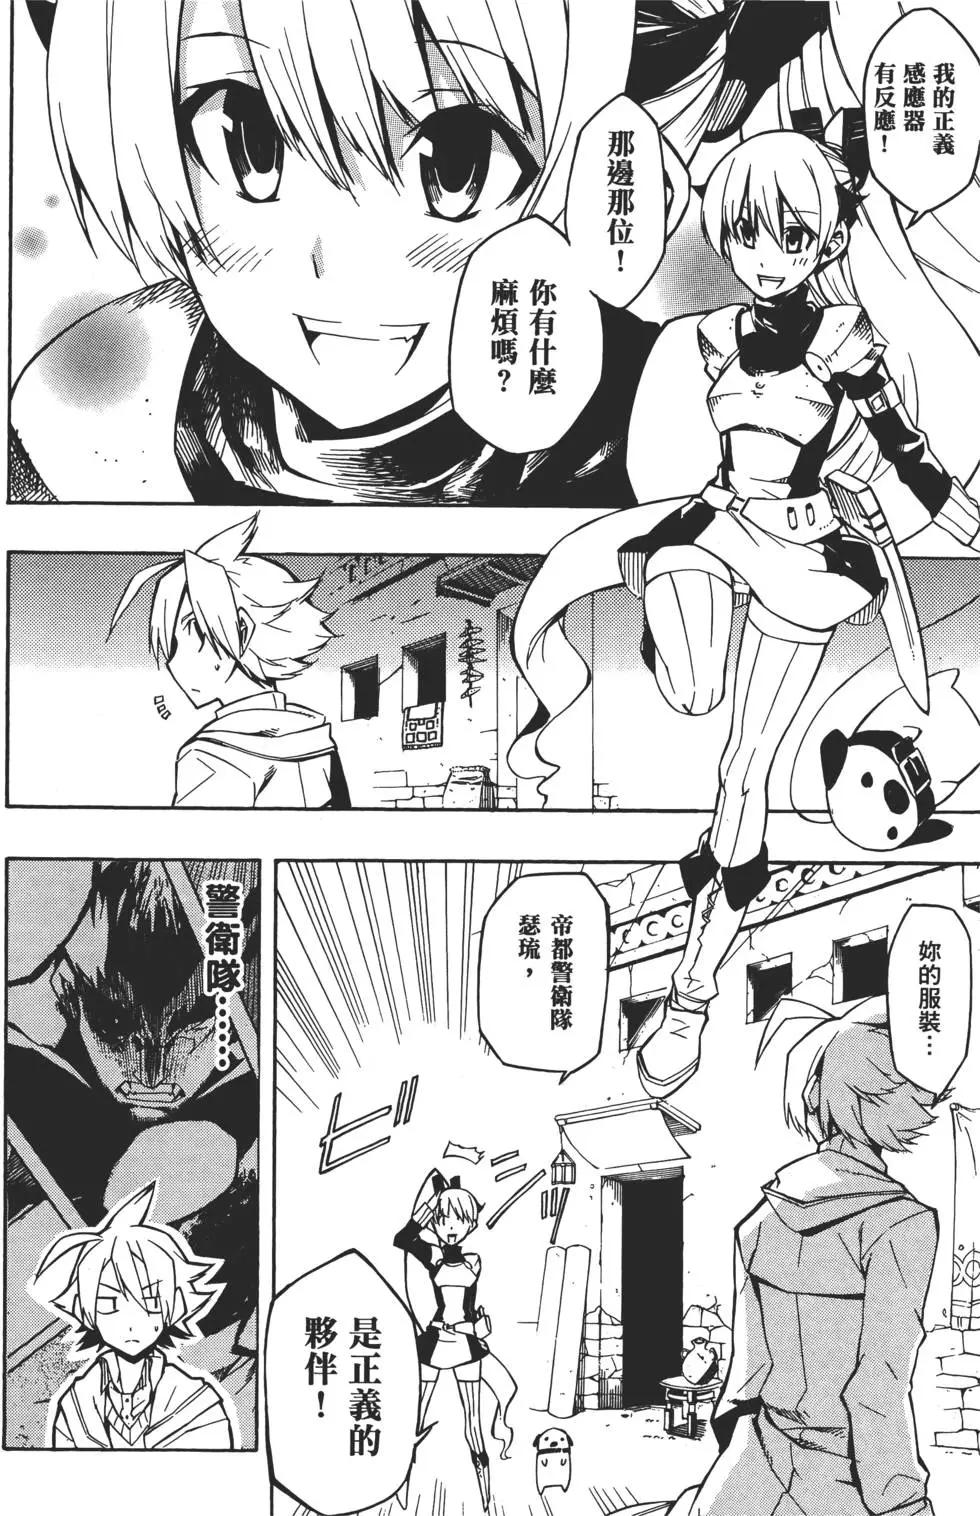 我的正義
感應器
有反應！
那邊那位！
你有什麼
麻煩嗎？
妳的服裝…
帝都警衛隊
瑟琉，
ビッ
是正義的
夥伴！
警衛隊……